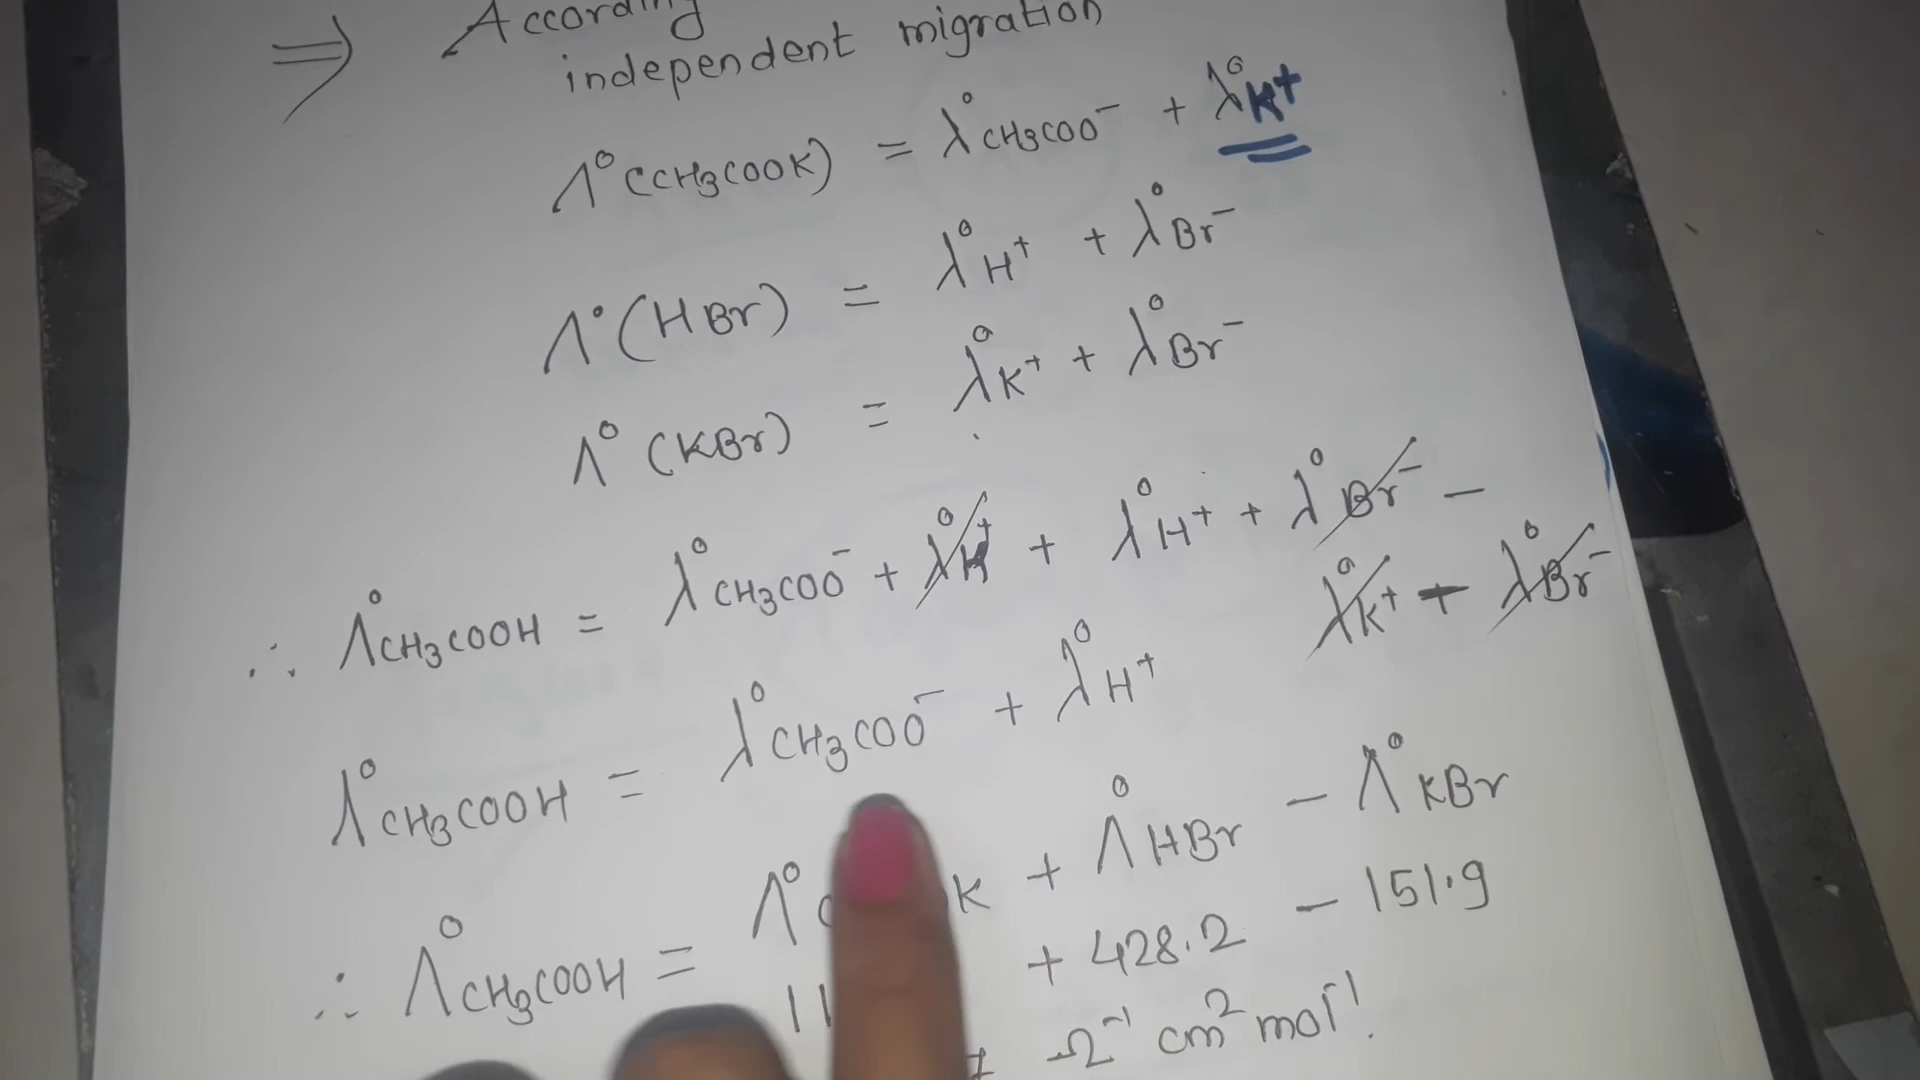 ⇒ According
independent migration
Λ°(CH3COOK) = λ°CH3COO⁻ + λ°K+
Λ°(HBr) = λ°H+ + λ°Br⁻
Λ°(KBr) = λ°K+ + λ°Br⁻
∴ Λ°CH3COOH = λ°CH3COO⁻ + λ°K+ + λ°H+ + λ°Br⁻ −
λ°K+ + λ°Br⁻
Λ°CH3COOH = λ°CH3COO⁻ + λ°H+
∴ Λ°CH3COOH = Λ° K + Λ°HBr − Λ°KBr
+ 428.2 − 151.9
Ω⁻¹ cm² mol⁻¹.